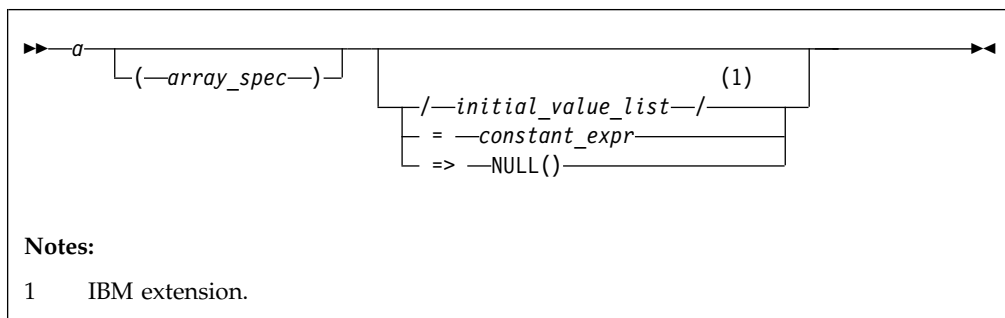 a
( array_spec )
(1)
/ initial_value_list /
= constant_expr
=> NULL()
Notes:
1 IBM extension.